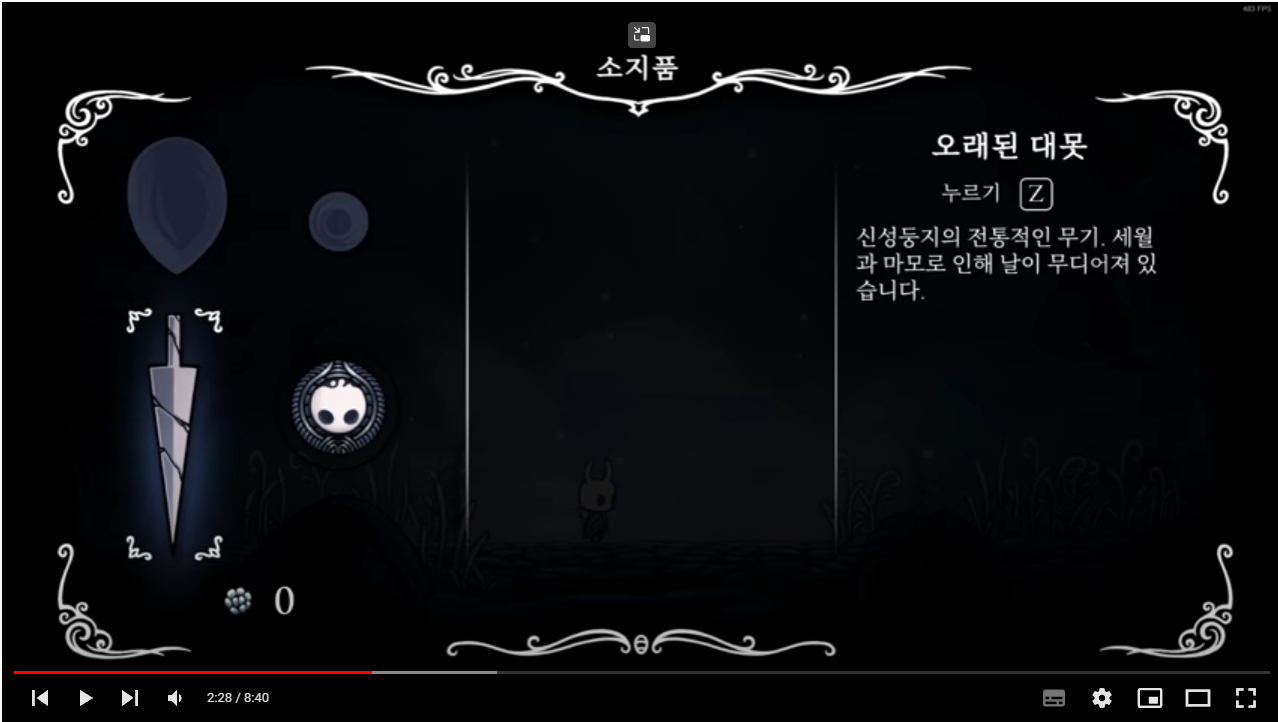 483 FPS
소지품
오래된 대못
누르기 Z
신성둥지의 전통적인 무기. 세월
과 마모로 인해 날이 무디어져 있
습니다.
0
2:28 / 8:40